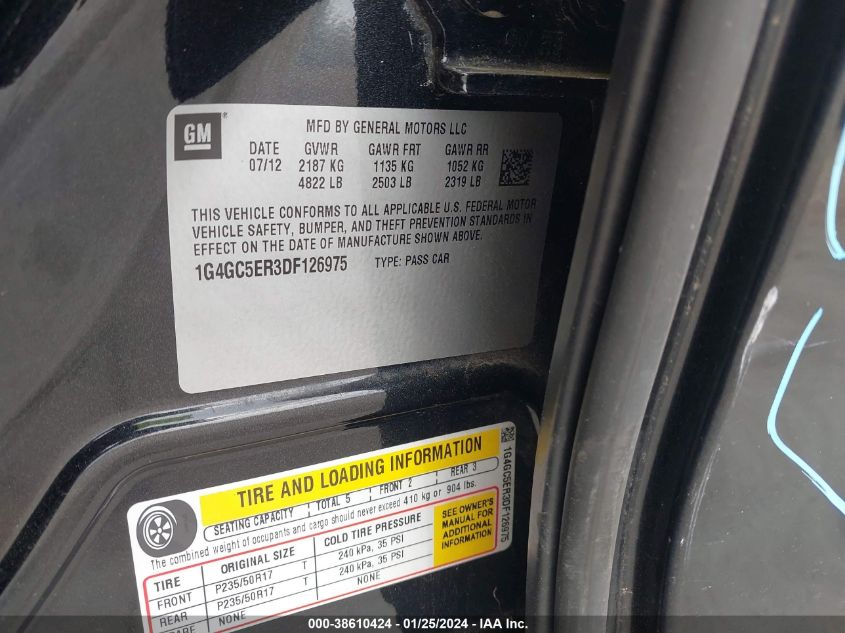 GM
MFD BY GENERAL MOTORS LLC
DATE GVWR GAWR FRT GAWR RR
07/12 2187 KG 1135 KG 1052 KG
4822 LB 2503 LB 2319 LB
THIS VEHICLE CONFORMS TO ALL APPLICABLE U.S. FEDERAL MOTOR
VEHICLE SAFETY, BUMPER, AND THEFT PREVENTION STANDARDS IN
EFFECT ON THE DATE OF MANUFACTURE SHOWN ABOVE.
1G4GC5ER3DF126975 TYPE: PASS CAR
TIRE AND LOADING INFORMATION
SEATING CAPACITY TOTAL 5 FRONT 2 REAR 3
The combined weight of occupants and cargo should never exceed 410 kg or 904 lbs.
TIRE ORIGINAL SIZE COLD TIRE PRESSURE
FRONT P235/50R17 T 240 kPa, 35 PSI
REAR P235/50R17 T 240 kPa, 35 PSI
SPARE NONE NONE
SEE OWNER'S
MANUAL FOR
ADDITIONAL
INFORMATION
1G4GC5ER3DF126975
000-38610424 - 01/25/2024 - IAA Inc.